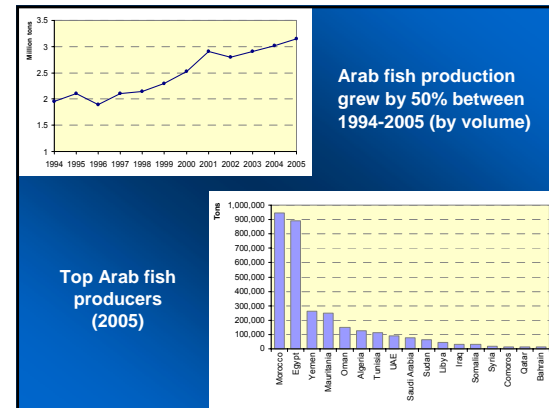 3.5
3
2.5
2
1.5
1
Million tons
1994 1995 1996 1997 1998 1999 2000 2001 2002 2003 2004 2005
Arab fish production
grew by 50% between
1994-2005 (by volume)
Top Arab fish
producers
(2005)
Tons
1,000,000
900,000
800,000
700,000
600,000
500,000
400,000
300,000
200,000
100,000
0
Morocco
Egypt
Yemen
Mauritania
Oman
Algeria
Tunisia
UAE
Saudi Arabia
Sudan
Libya
Iraq
Somalia
Syria
Comoros
Qatar
Bahrain